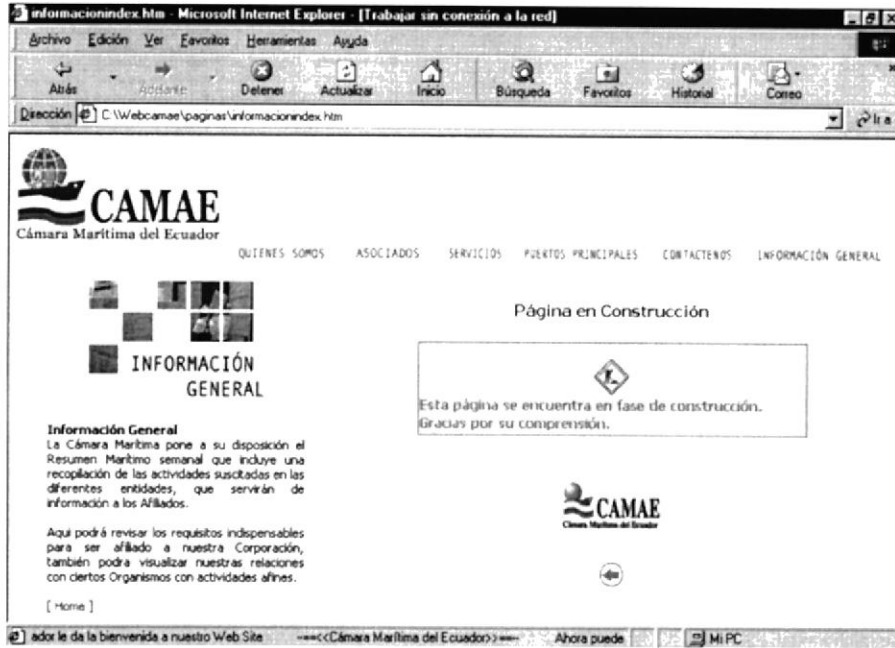 informacionindex.htm - Microsoft Internet Explorer - [Trabajar sin conexión a la red]
Archivo Edición Ver Favoritos Herramientas Ayuda
Atrás Adelante Detener Actualizar Inicio Búsqueda Favoritos Historial Correo
Dirección C:\Webcamae\paginas\informacionindex.htm Ir a
CAMAE
Cámara Marítima del Ecuador
QUIENES SOMOS ASOCIADOS SERVICIOS PUERTOS PRINCIPALES CONTACTENOS INFORMACIÓN GENERAL
INFORMACIÓN
GENERAL
Información General
La Cámara Marítima pone a su disposición el
Resumen Marítimo semanal que incluye una
recopilación de las actividades suscitadas en las
diferentes entidades, que servirán de
información a los Afiliados.
Aqui podrá revisar los requisitos indispensables
para ser afiliado a nuestra Corporación,
también podra visualizar nuestras relaciones
con ciertos Organismos con actividades afines.
[ Home ]
Página en Construcción
Esta página se encuentra en fase de construcción.
Gracias por su comprensión.
CAMAE
Cámara Marítima del Ecuador
ador le da la bienvenida a nuestro Web Site -==<<Cámara Marítima del Ecuador>>==- Ahora puede Mi PC